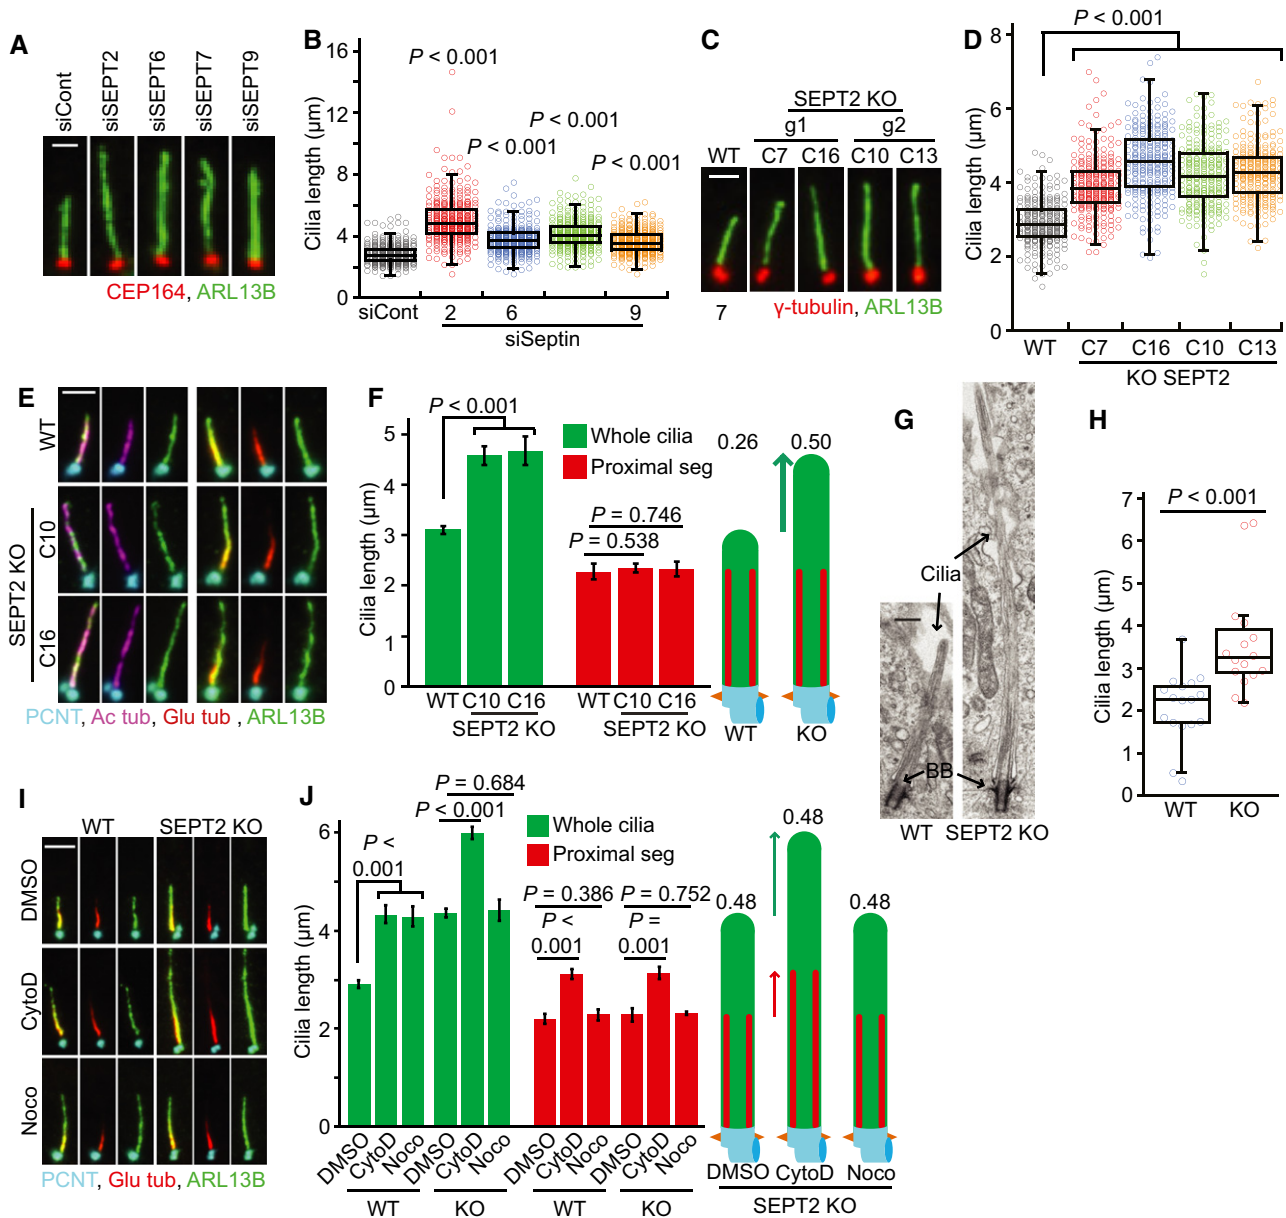 A
siCont
siSEPT2
siSEPT6
siSEPT7
siSEPT9
CEP164, ARL13B
B
Cilia length (µm)
16
12
8
4
0
P < 0.001
P < 0.001
P < 0.001
P < 0.001
siCont 2 6 9
siSeptin
C
SEPT2 KO
g1 g2
WT C7 C16 C10 C13
7
γ-tubulin, ARL13B
D
Cilia length (µm)
8
6
4
2
0
P < 0.001
WT C7 C16 C10 C13
KO SEPT2
E
WT
SEPT2 KO
C10
C16
PCNT, Ac tub, Glu tub, ARL13B
F
Cilia length (µm)
5
4
3
2
1
0
P < 0.001
Whole cilia
Proximal seg
P = 0.746
P = 0.538
WT C10 C16
SEPT2 KO
WT C10 C16
SEPT2 KO
0.26 0.50
WT KO
G
Cilia
BB
WT SEPT2 KO
H
Cilia length (µm)
7
6
5
4
3
2
1
0
P < 0.001
WT KO
I
WT SEPT2 KO
DMSO
CytoD
Noco
PCNT, Glu tub, ARL13B
J
Cilia length (µm)
6
4
2
0
P = 0.684
P < 0.001
P <
0.001
Whole cilia
Proximal seg
P = 0.386
P = 0.752
P <
0.001
P =
0.001
DMSO CytoD Noco DMSO CytoD Noco DMSO CytoD Noco DMSO CytoD Noco
WT KO WT KO
0.48 0.48 0.48
DMSO CytoD Noco
SEPT2 KO